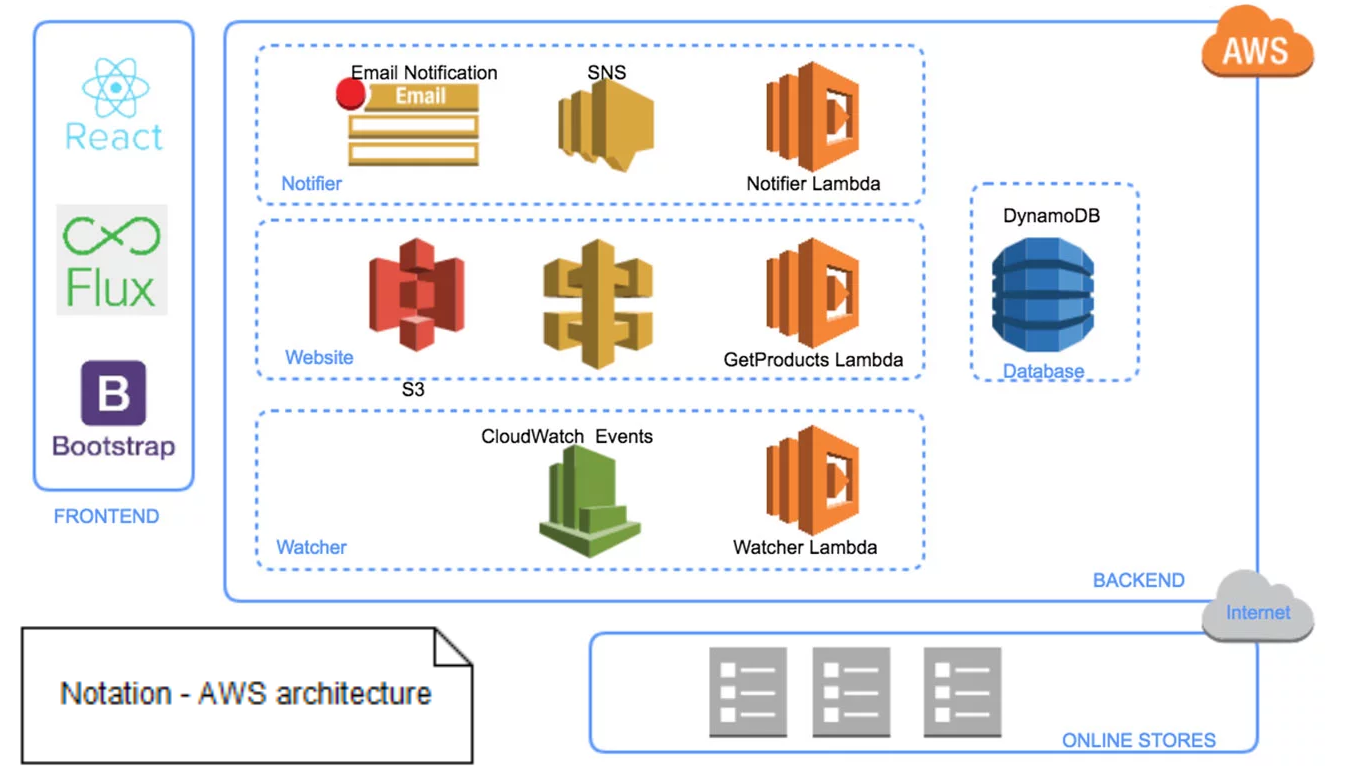 React
Flux
B
Bootstrap
FRONTEND
AWS
Email Notification
Email
SNS
Notifier
Notifier Lambda
DynamoDB
Database
Website
GetProducts Lambda
S3
CloudWatch Events
Watcher
Watcher Lambda
BACKEND
Internet
Notation - AWS architecture
ONLINE STORES